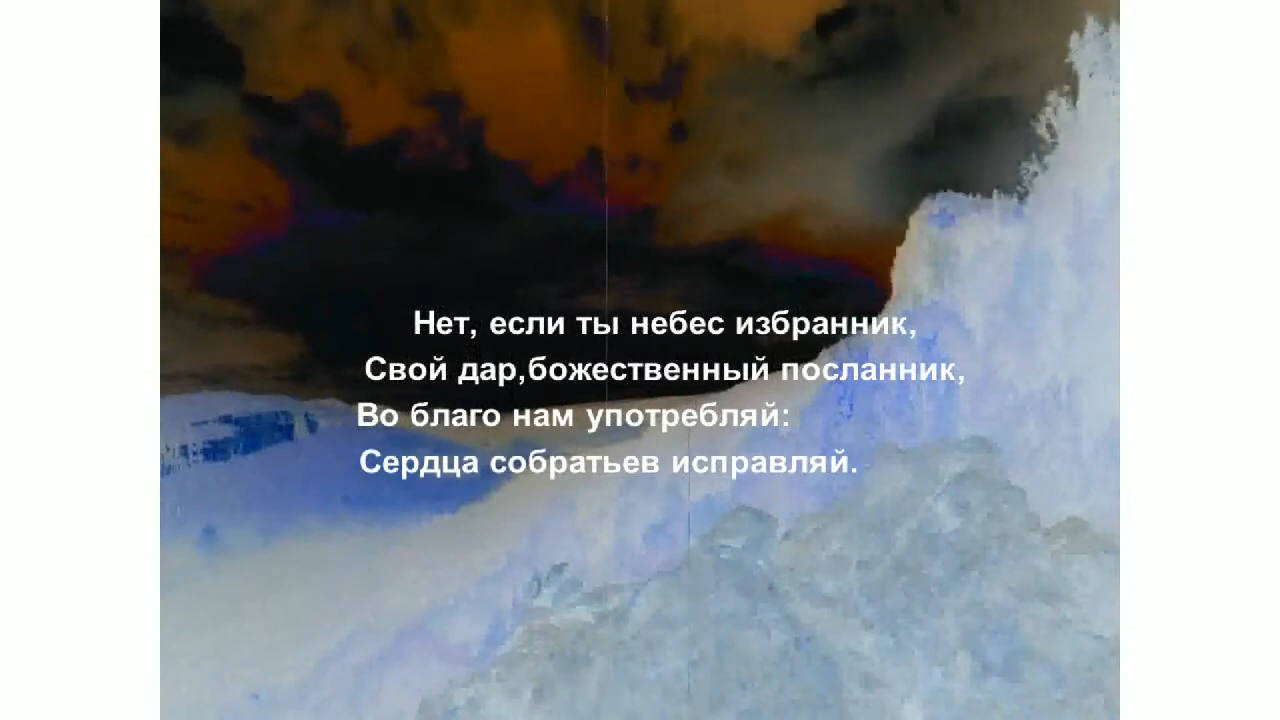 Нет, если ты небес избранник,
Свой дар,божественный посланник,
Во благо нам употребляй:
Сердца собратьев исправляй.